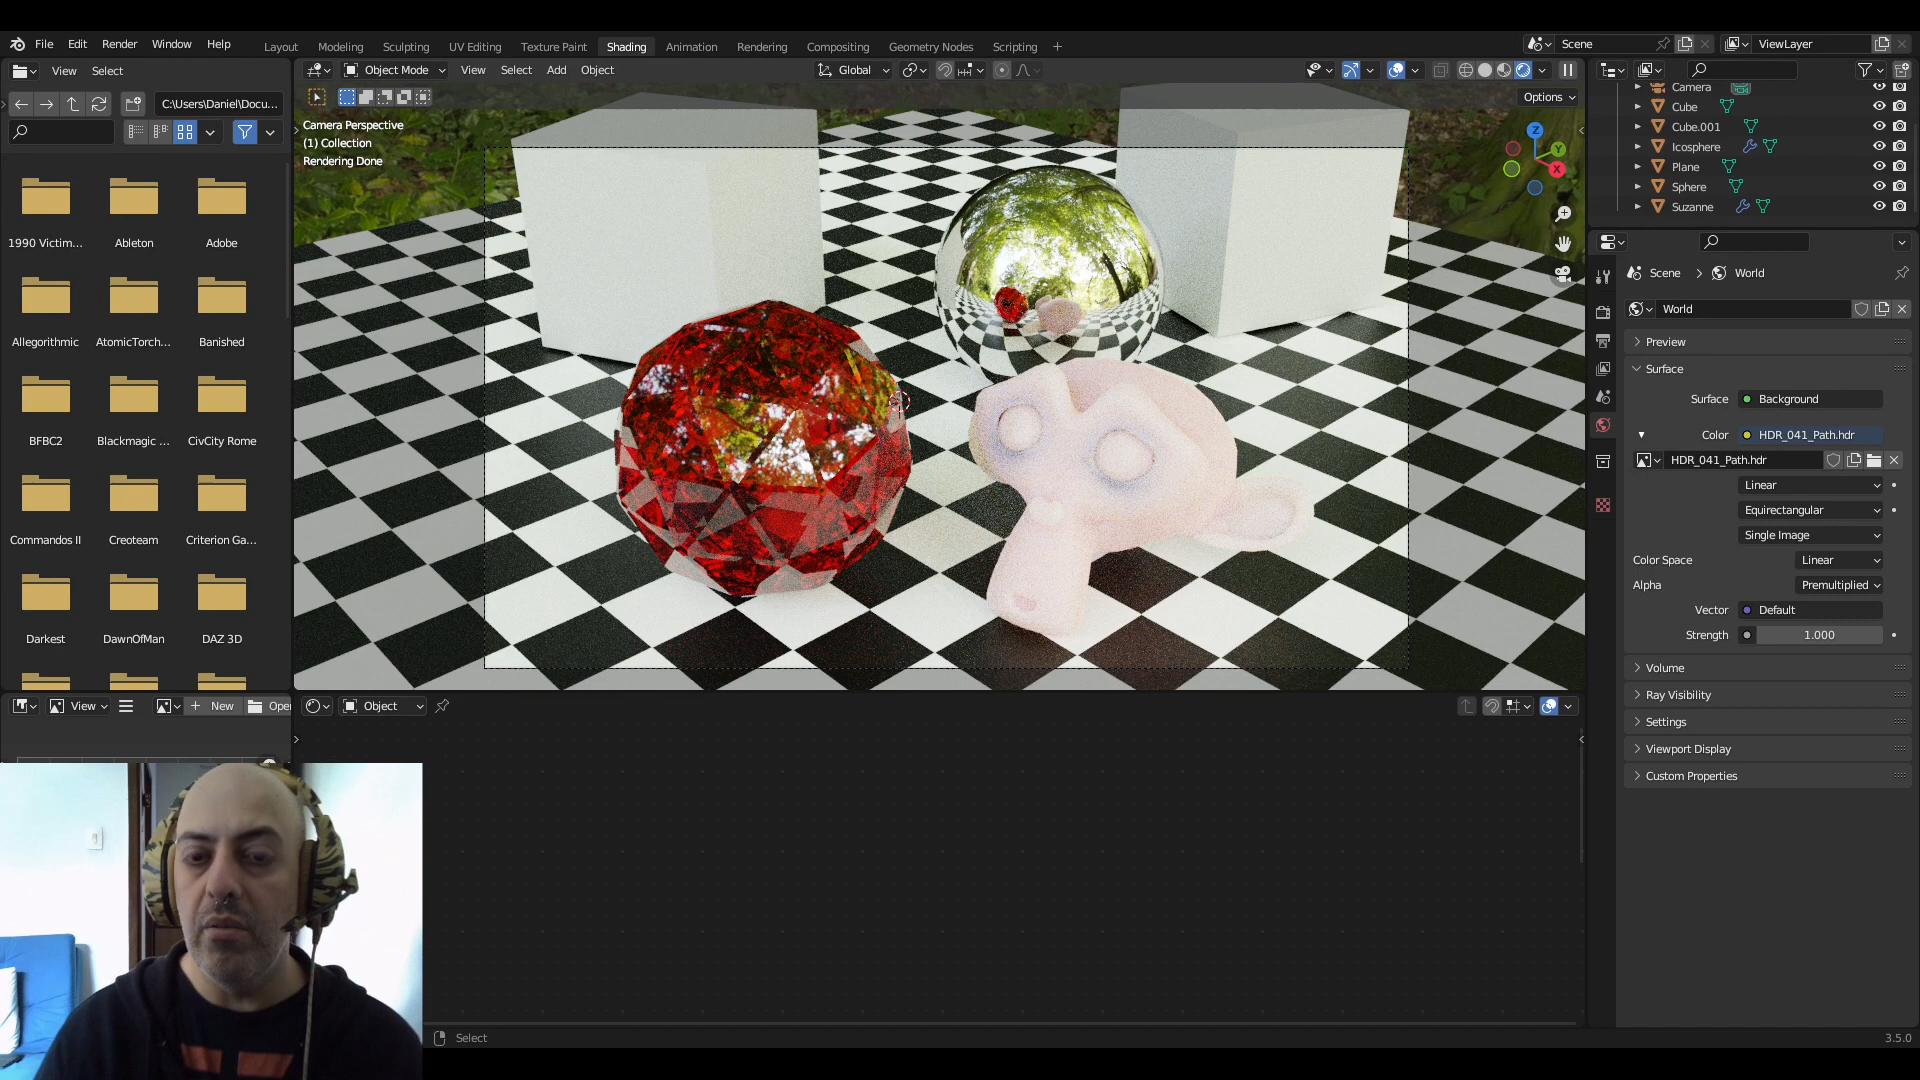 File Edit Render Window Help
Layout Modeling Sculpting UV Editing Texture Paint Shading Animation Rendering Compositing Geometry Nodes Scripting
Scene
ViewLayer
View Select
Object Mode
View Select Add Object
Global
C:\Users\Daniel\Docu...
Options
Camera Perspective
(1) Collection
Rendering Done
Z
Y
X
1990 Victim... Ableton Adobe
Allegorithmic AtomicTorch... Banished
BFBC2 Blackmagic ... CivCity Rome
Commandos II Creoteam Criterion Ga...
Darkest DawnOfMan DAZ 3D
Camera
Cube
Cube.001
Icosphere
Plane
Sphere
Suzanne
Scene > World
World
Preview
Surface
Surface Background
Color HDR_041_Path.hdr
HDR_041_Path.hdr
Linear
Equirectangular
Single Image
Color Space Linear
Alpha Premultiplied
Vector Default
Strength 1.000
Volume
Ray Visibility
Settings
Viewport Display
Custom Properties
View
New
Open
Object
Select
3.5.0